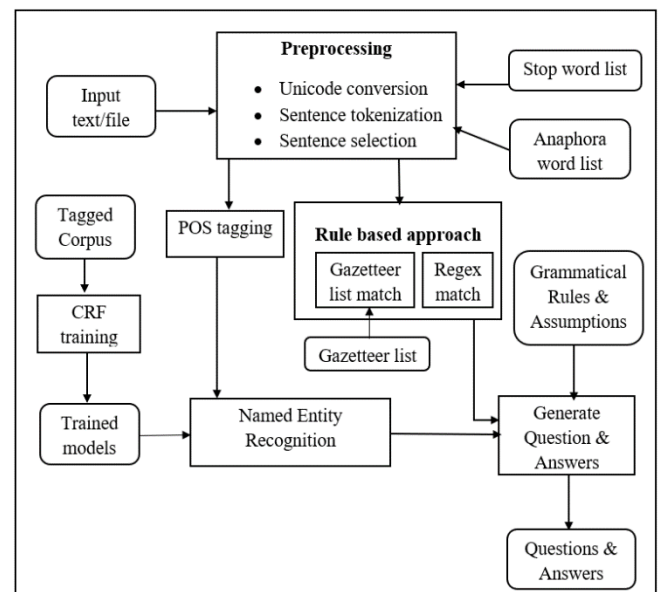 Preprocessing
• Unicode conversion
• Sentence tokenization
• Sentence selection
Input
text/file
Stop word list
Anaphora
word list
Tagged
Corpus
POS tagging
Rule based approach
Gazetteer
list match
Regex
match
Grammatical
Rules &
Assumptions
CRF
training
Gazetteer list
Trained
models
Named Entity
Recognition
Generate
Question &
Answers
Questions &
Answers